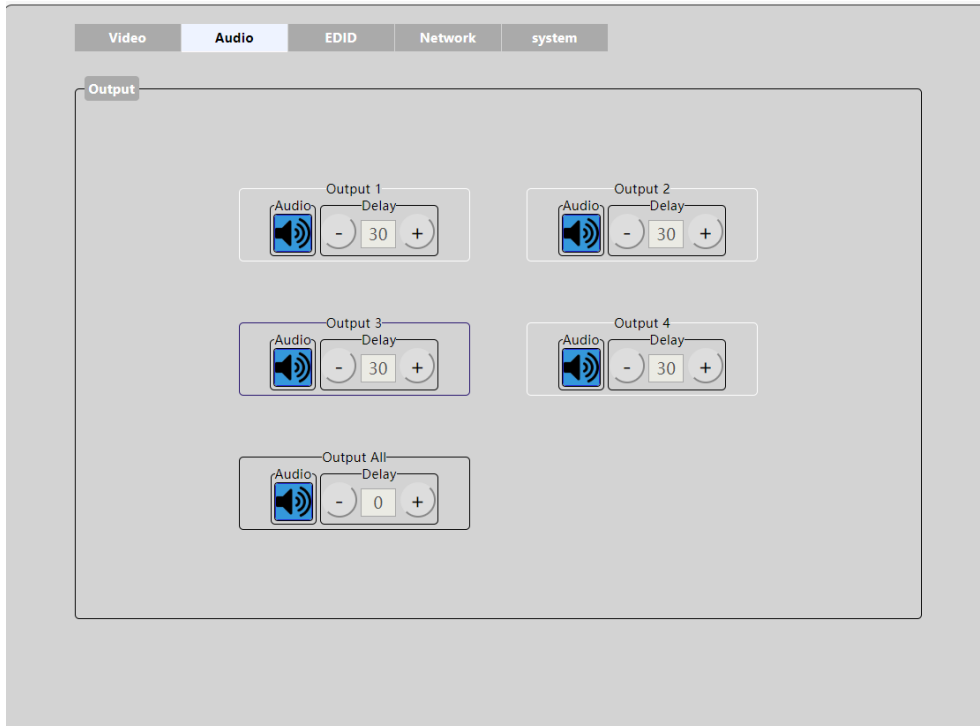 Video Audio EDID Network system
Output
Output 1 Output 2
Audio Delay Audio Delay
- 30 + - 30 +
Output 3 Output 4
Audio Delay Audio Delay
- 30 + - 30 +
Output All
Audio Delay
- 0 +